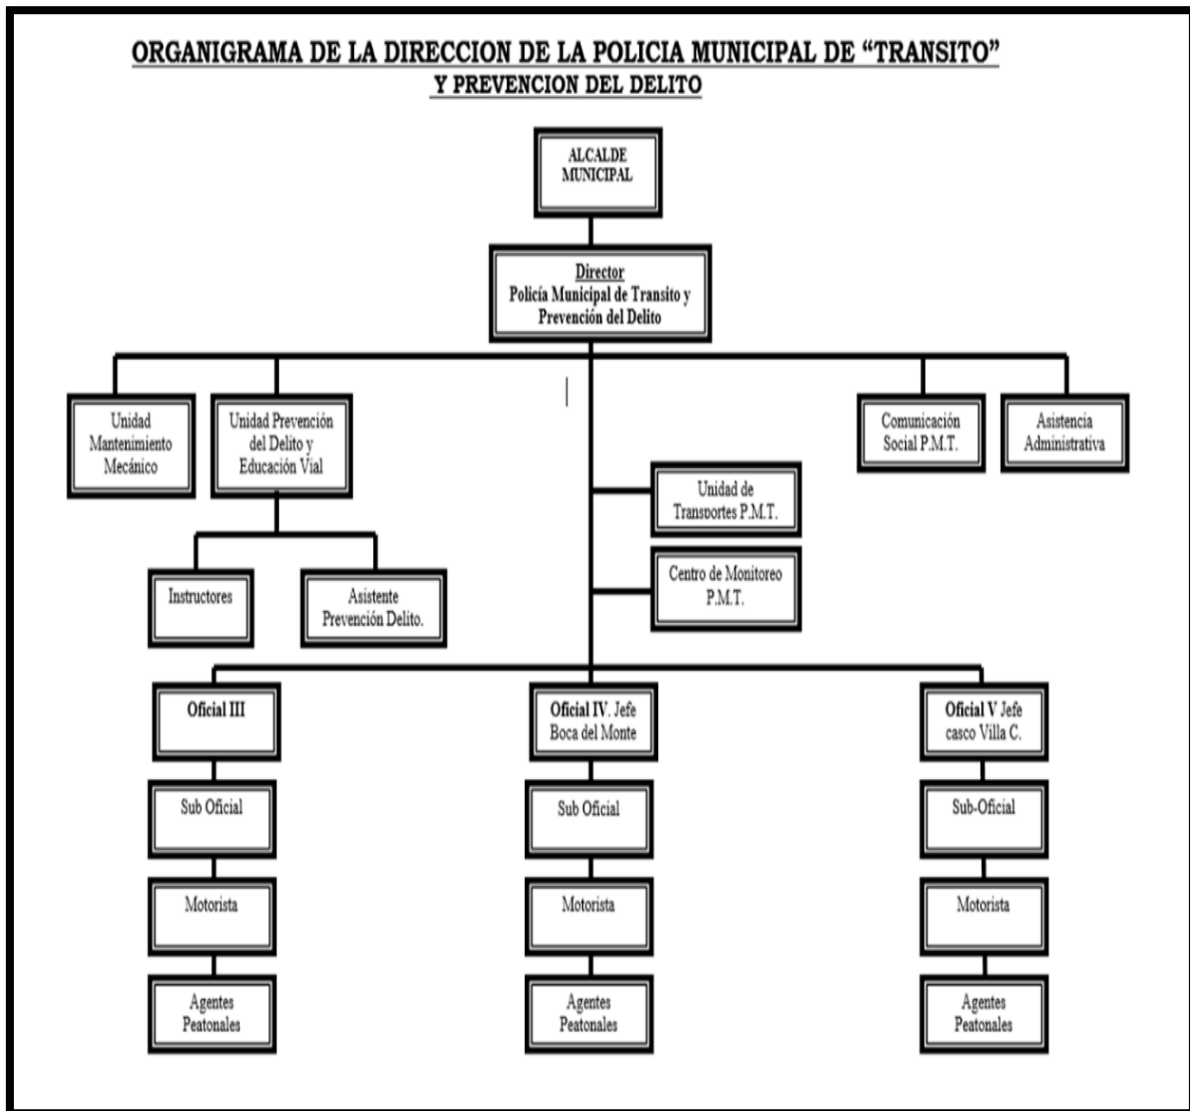 ORGANIGRAMA DE LA DIRECCION DE LA POLICIA MUNICIPAL DE “TRANSITO”
Y PREVENCION DEL DELITO
ALCALDE
MUNICIPAL
Director
Policía Municipal de Transito y
Prevención del Delito
Unidad
Mantenimiento
Mecánico
Unidad Prevención
del Delito y
Educación Vial
Comunicación
Social P.M.T.
Asistencia
Administrativa
Unidad de
Transportes P.M.T.
Centro de Monitoreo
P.M.T.
Instructores
Asistente
Prevención Delito.
Oficial III
Oficial IV. Jefe
Boca del Monte
Oficial V Jefe
casco Villa C.
Sub Oficial
Sub Oficial
Sub-Oficial
Motorista
Motorista
Motorista
Agentes
Peatonales
Agentes
Peatonales
Agentes
Peatonales